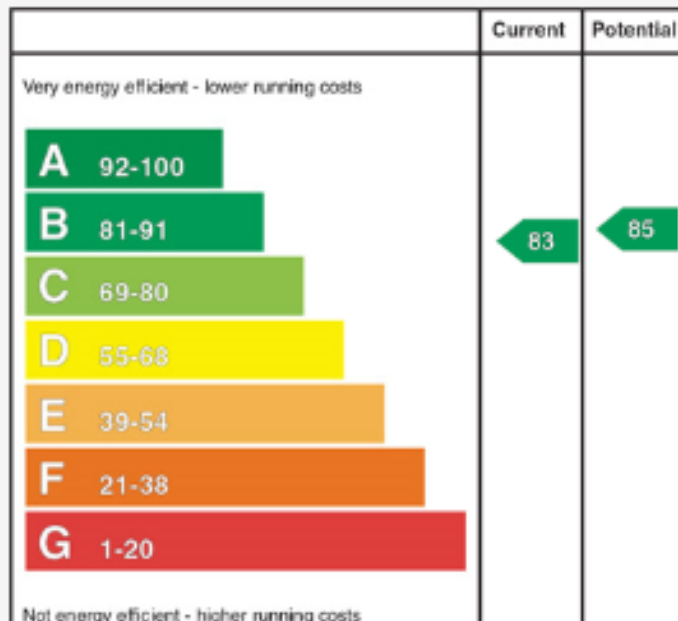 Current Potential
Very energy efficient - lower running costs
A 92-100
B 81-91
83
85
C 69-80
D 55-68
E 39-54
F 21-38
G 1-20
Not energy efficient - higher running costs